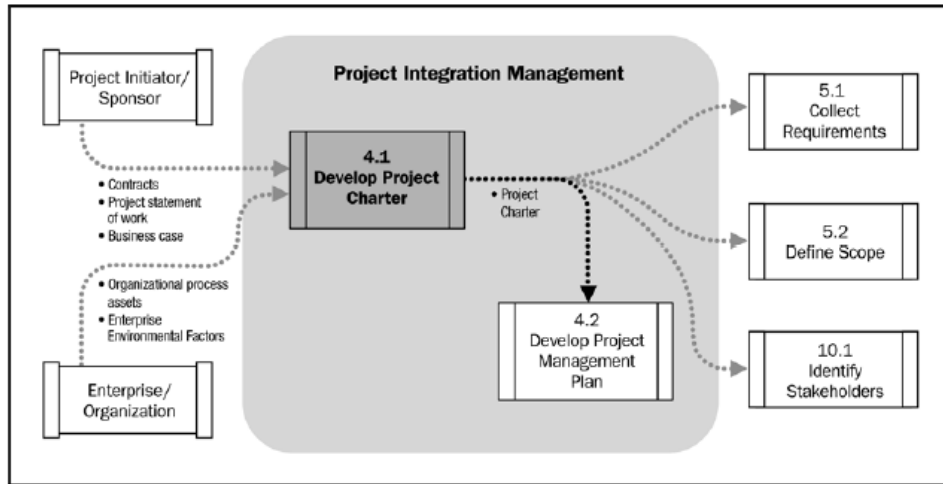 Project Initiator/
Sponsor
• Contracts
• Project statement
of work
• Business case
• Organizational process
assets
• Enterprise
Environmental Factors
Enterprise/
Organization
Project Integration Management
4.1
Develop Project
Charter
• Project
Charter
4.2
Develop Project
Management
Plan
5.1
Collect
Requirements
5.2
Define Scope
10.1
Identify
Stakeholders